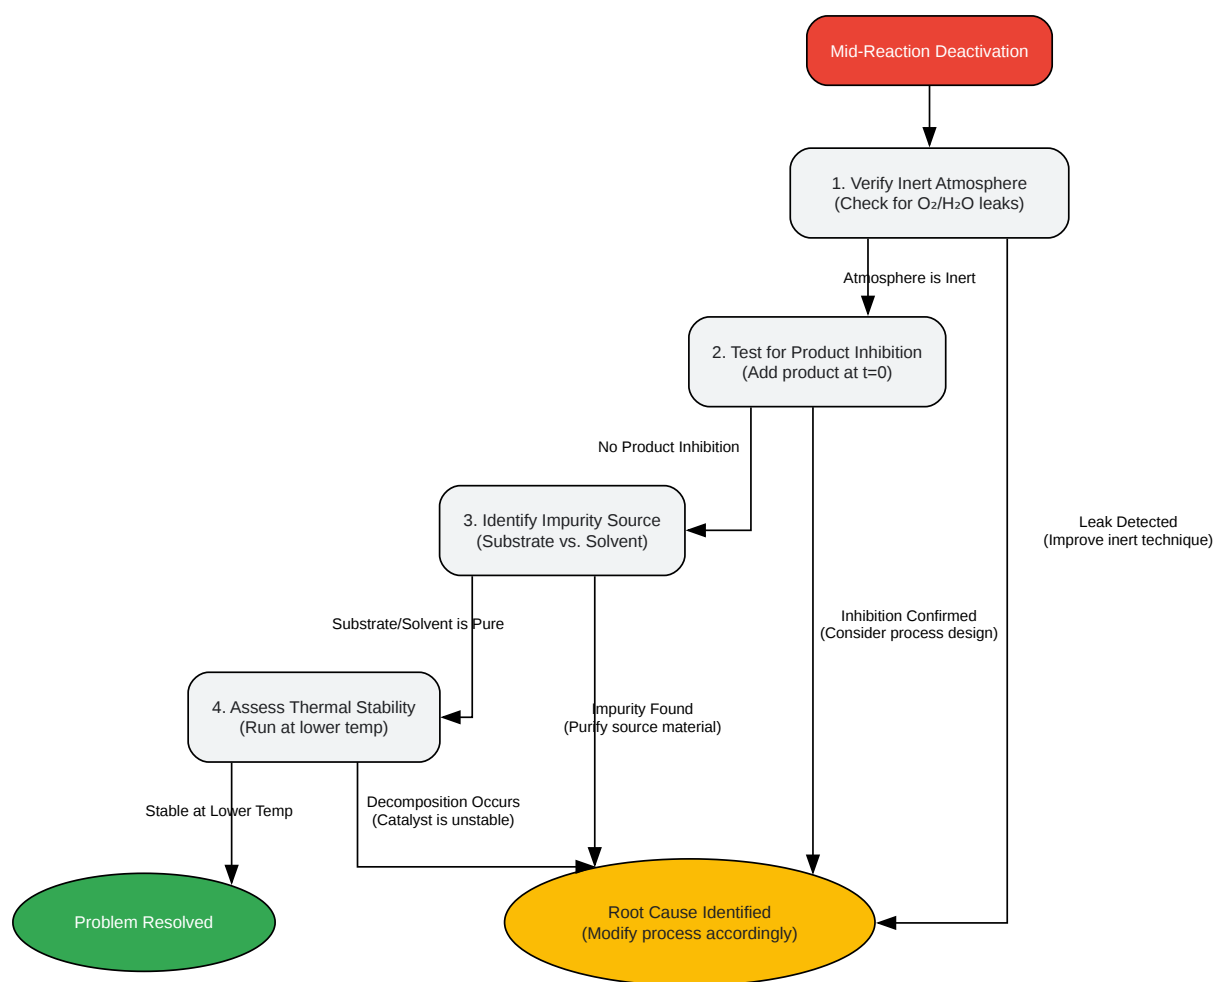 Mid-Reaction Deactivation
1. Verify Inert Atmosphere
(Check for O₂/H₂O leaks)
Atmosphere is Inert
2. Test for Product Inhibition
(Add product at t=0)
No Product Inhibition
3. Identify Impurity Source
(Substrate vs. Solvent)
Leak Detected
(Improve inert technique)
Inhibition Confirmed
(Consider process design)
Substrate/Solvent is Pure
4. Assess Thermal Stability
(Run at lower temp)
Impurity Found
(Purify source material)
Stable at Lower Temp
Decomposition Occurs
(Catalyst is unstable)
Problem Resolved
Root Cause Identified
(Modify process accordingly)